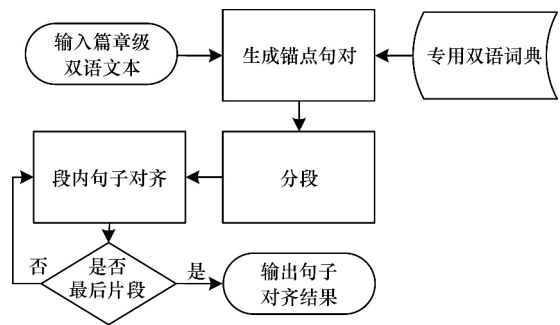 输入篇章级
双语文本
生成锚点句对
专用双语词典
段内句子对齐
分段
否
是否
最后片段
是
输出句子
对齐结果